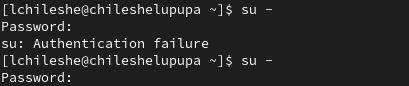 [lchileshe@chileshelupupa ~]$ su -
Password:
su: Authentication failure
[lchileshe@chileshelupupa ~]$ su -
Password: